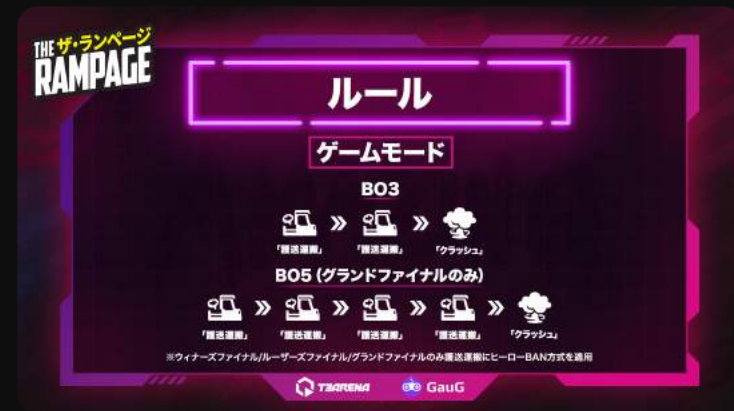 THE ザ・ランページ
RAMPAGE
ルール
ゲームモード
BO3
「護送運搬」 「護送運搬」 「クラッシュ」
BO5 (グランドファイナルのみ)
「護送運搬」 「護送運搬」 「護送運搬」 「護送運搬」 「クラッシュ」
※ウィナーズファイナル/ルーザーズファイナル/グランドファイナルのみ護送運搬にヒーローBAN方式を適用
T3ARENA GauG